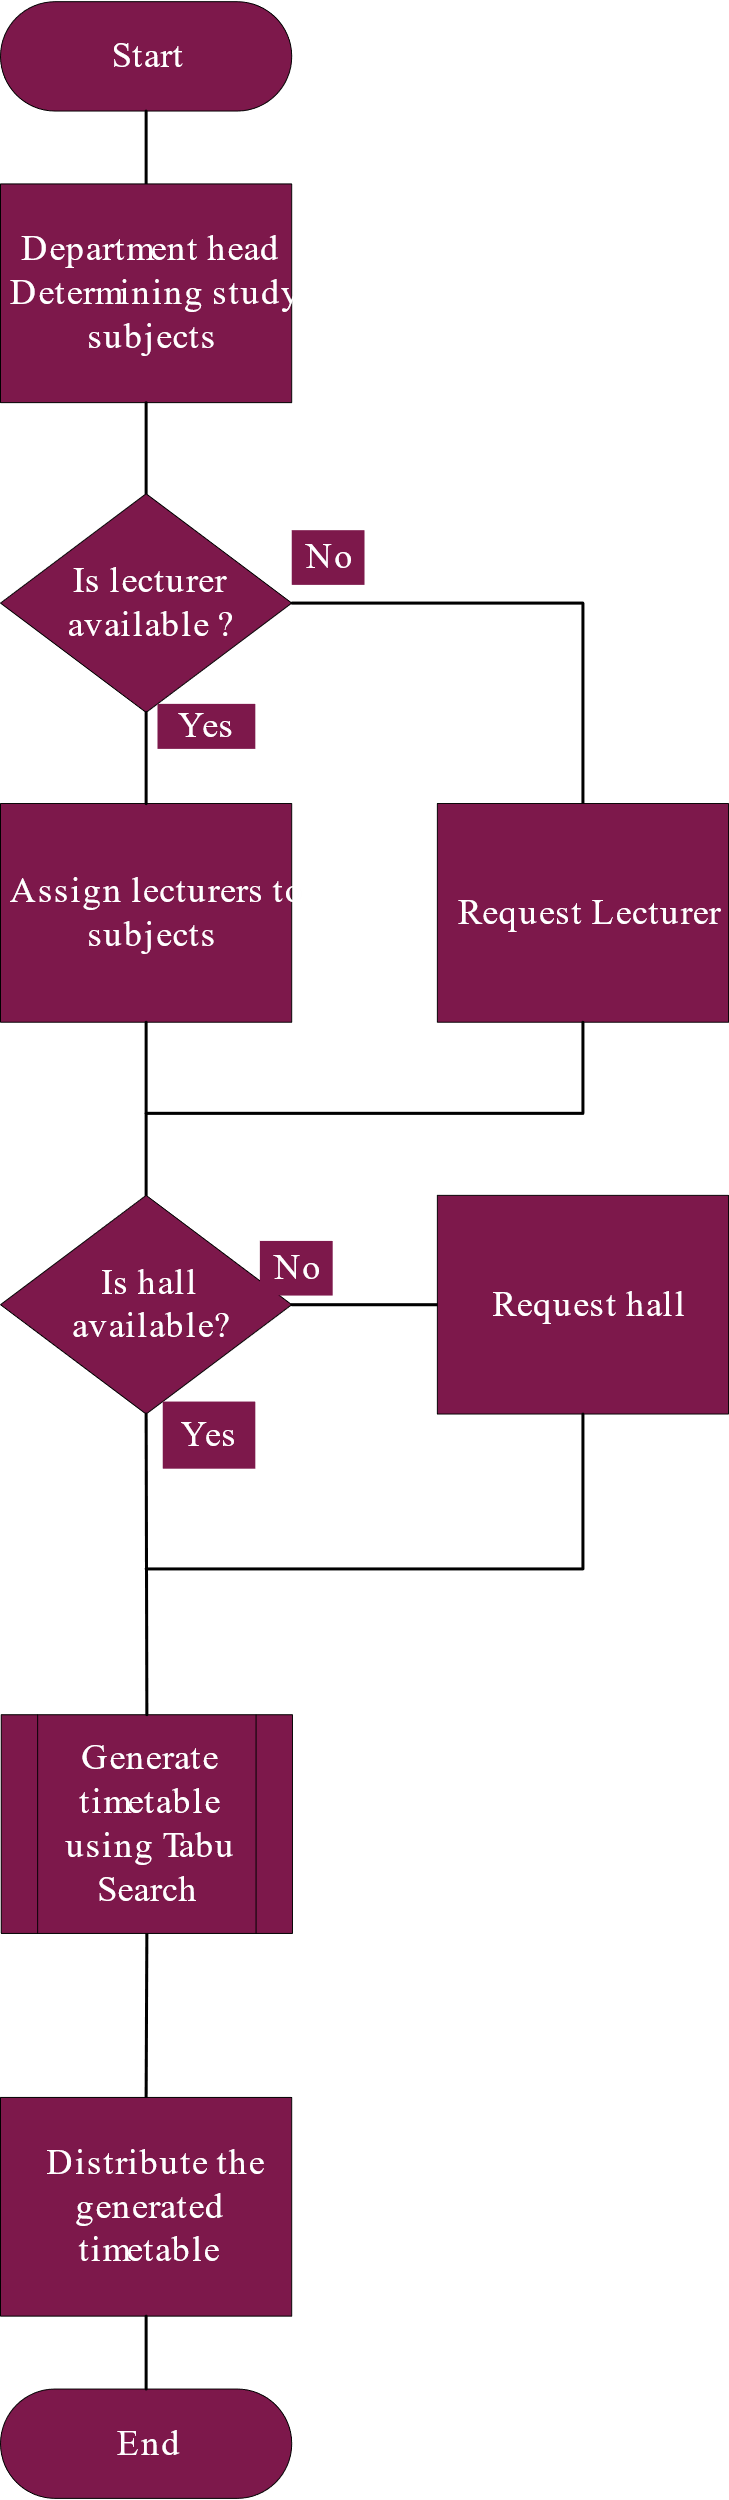 Start
Department head
Determining study
subjects
Is lecturer
available ?
No
Yes
Assign lecturers to
subjects
Request Lecturer
Is hall
available?
No
Request hall
Yes
Generate
timetable
using Tabu
Search
Distribute the
generated
timetable
End